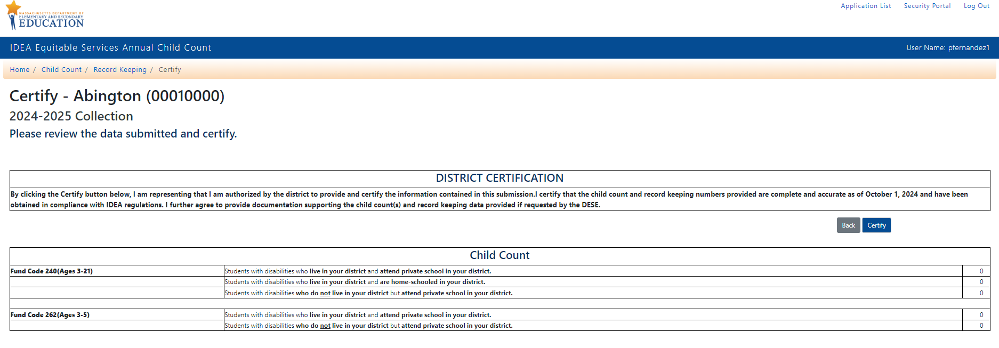 MASSACHUSETTS DEPARTMENT OF
ELEMENTARY AND SECONDARY
EDUCATION
Application List Security Portal Log Out
IDEA Equitable Services Annual Child Count User Name: pfernandez1
Home / Child Count / Record Keeping / Certify
Certify - Abington (00010000)
2024-2025 Collection
Please review the data submitted and certify.
DISTRICT CERTIFICATION
By clicking the Certify button below, I am representing that I am authorized by the district to provide and certify the information contained in this submission.I certify that the child count and record keeping numbers provided are complete and accurate as of October 1, 2024 and have been
obtained in compliance with IDEA regulations. I further agree to provide documentation supporting the child count(s) and record keeping data provided if requested by the DESE.
Back Certify
Child Count
Fund Code 240(Ages 3-21) Students with disabilities who live in your district and attend private school in your district. 0
Students with disabilities who live in your district and are home-schooled in your district. 0
Students with disabilities who do not live in your district but attend private school in your district. 0
Fund Code 262(Ages 3-5) Students with disabilities who live in your district and attend private school in your district. 0
Students with disabilities who do not live in your district but attend private school in your district. 0